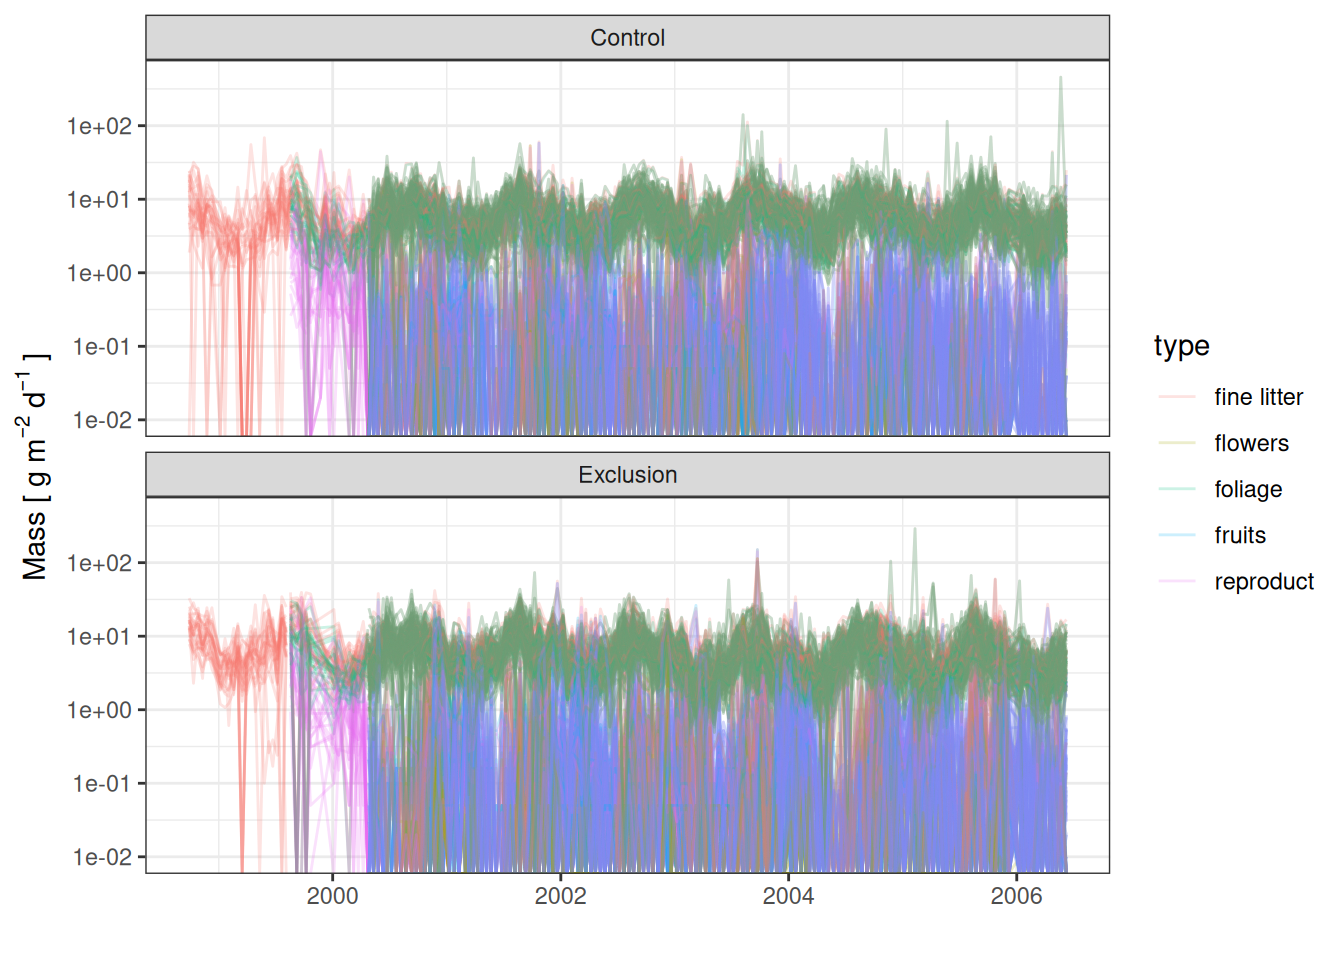 Control
1e+02
1e+01
1e+00
1e-01
1e-02
Exclusion
1e+02
1e+01
1e+00
1e-01
1e-02
2000 2002 2004 2006
Mass [ g m⁻² d⁻¹ ]
type
fine litter
flowers
foliage
fruits
reproduct